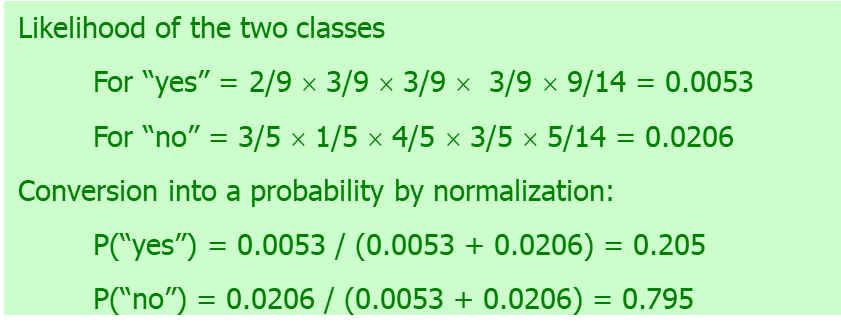 Likelihood of the two classes
For “yes” = 2/9 × 3/9 × 3/9 × 3/9 × 9/14 = 0.0053
For “no” = 3/5 × 1/5 × 4/5 × 3/5 × 5/14 = 0.0206
Conversion into a probability by normalization:
P(“yes”) = 0.0053 / (0.0053 + 0.0206) = 0.205
P(“no”) = 0.0206 / (0.0053 + 0.0206) = 0.795